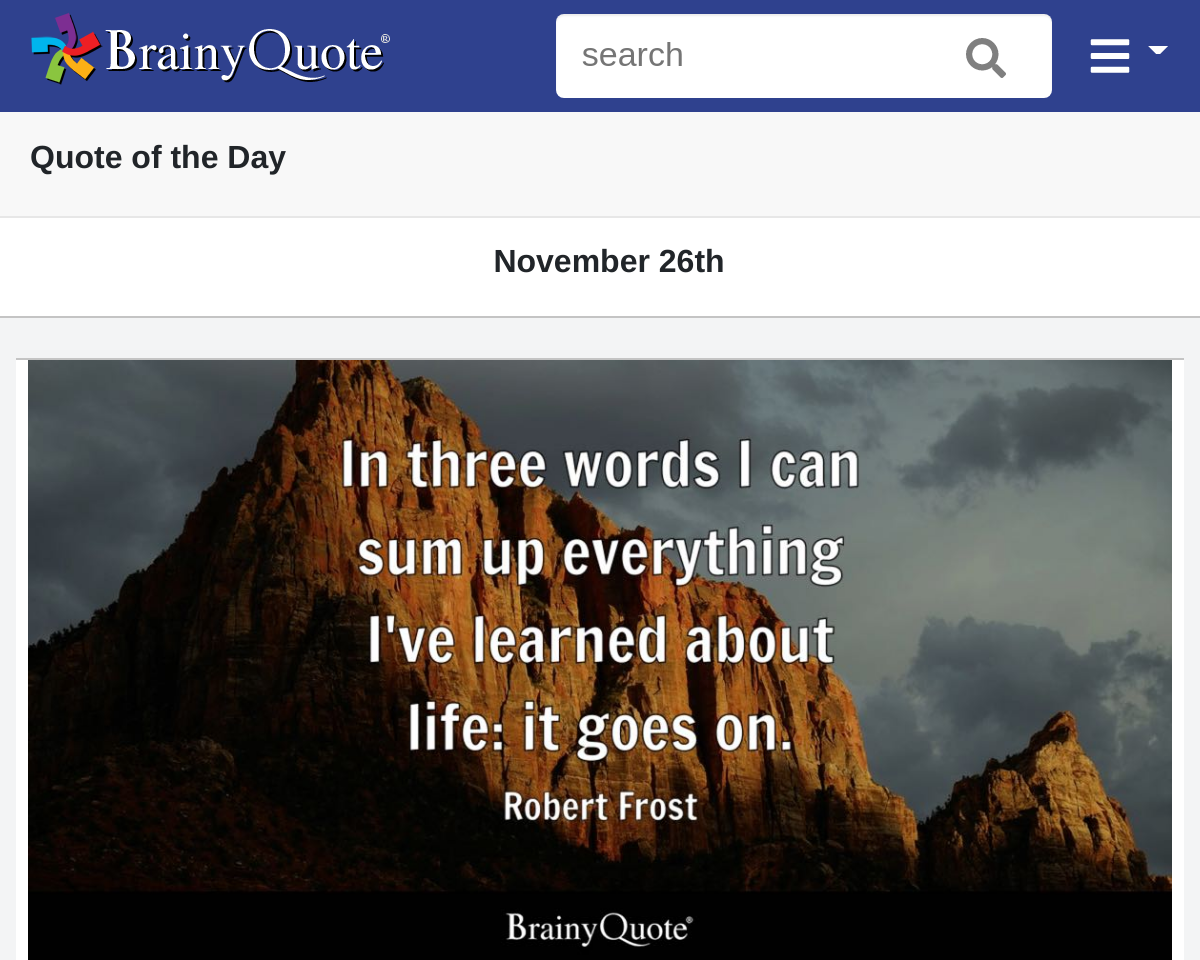 BrainyQuote®
search
Quote of the Day
November 26th
In three words I can
sum up everything
I've learned about
life: it goes on.
Robert Frost
BrainyQuote®